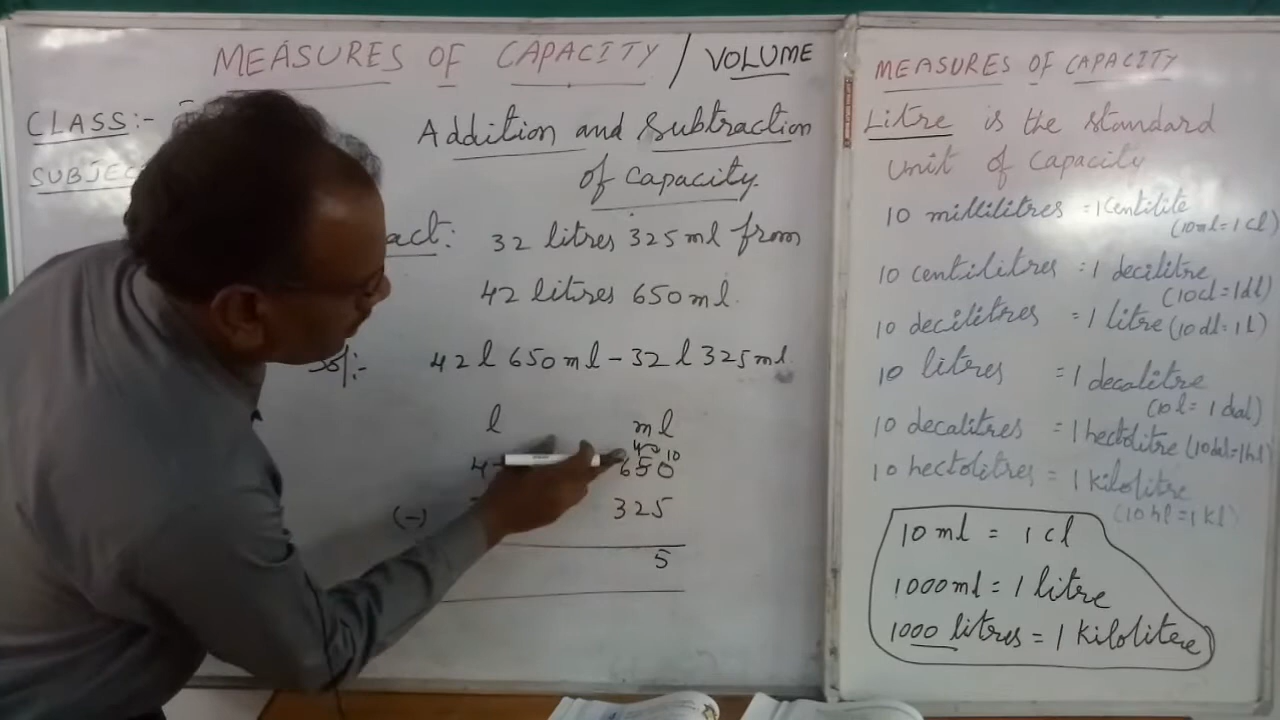 MEASURES OF CAPACITY / VOLUME
CLASS:-
Addition and Subtraction
of capacity.
32 litres 325 ml from
42 litres 650 ml.
Sol:- 42 l 650 ml - 32 l 325 ml.
l ml
4 10
4 650
(-) 325
5
MEASURES OF CAPACITY
Litre is the standard
unit of capacity
10 millilitres = 1 centilite
(10 ml = 1 cl)
10 centilitres = 1 decilitre
(10 cl = 1 dl)
10 decilitres = 1 litre (10 dl = 1 l)
10 litres = 1 decalitre
(10 l = 1 dal)
10 decalitres = 1 hectolitre (10 dal = 1 hl)
10 hectolitres = 1 kilolitre
(10 hl = 1 kl)
10 ml = 1 cl
1000 ml = 1 litre
1000 litres = 1 kilolitere